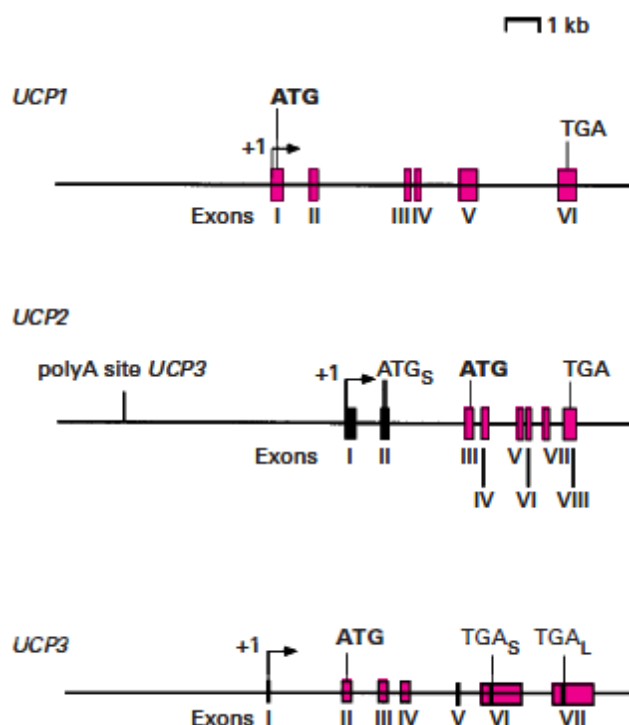 1 kb
UCP1
ATG
+1
TGA
Exons I II III IV V VI
UCP2
polyA site UCP3
+1
ATGS
ATG
TGA
Exons I II III V VII
IV VI VIII
UCP3
+1
ATG
TGAS
TGAL
Exons I II III IV V VI VII